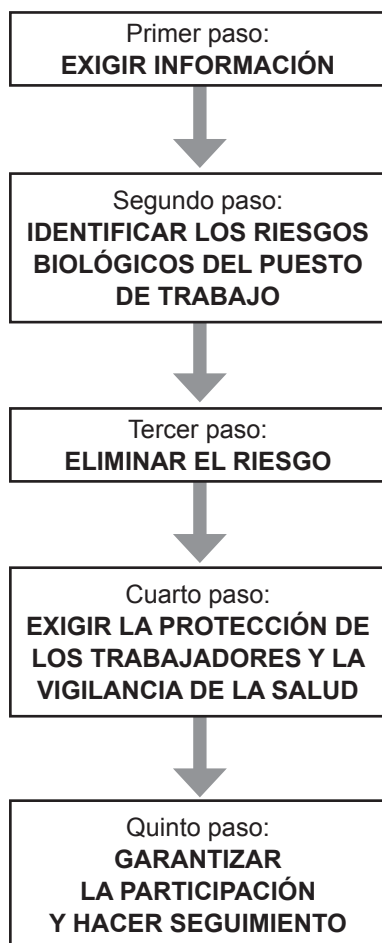 Primer paso:
EXIGIR INFORMACIÓN
Segundo paso:
IDENTIFICAR LOS RIESGOS
BIOLÓGICOS DEL PUESTO
DE TRABAJO
Tercer paso:
ELIMINAR EL RIESGO
Cuarto paso:
EXIGIR LA PROTECCIÓN DE
LOS TRABAJADORES Y LA
VIGILANCIA DE LA SALUD
Quinto paso:
GARANTIZAR
LA PARTICIPACIÓN
Y HACER SEGUIMIENTO